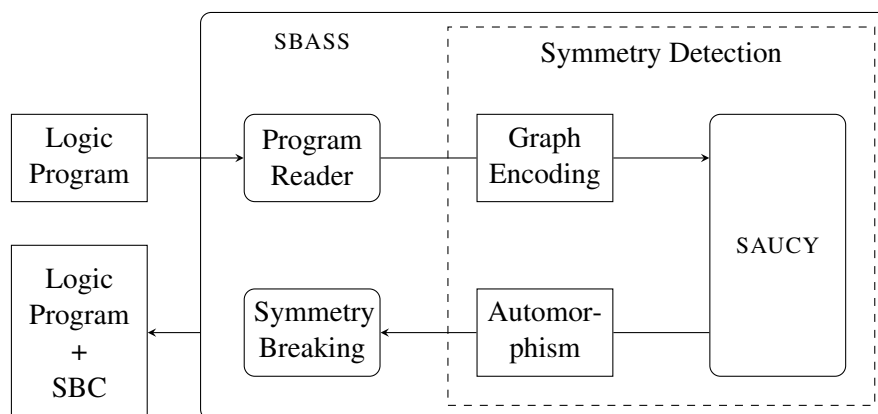 SBASS
Symmetry Detection
Logic
Program
Program
Reader
Graph
Encoding
SAUCY
Logic
Program
+
SBC
Symmetry
Breaking
Automor-
phism